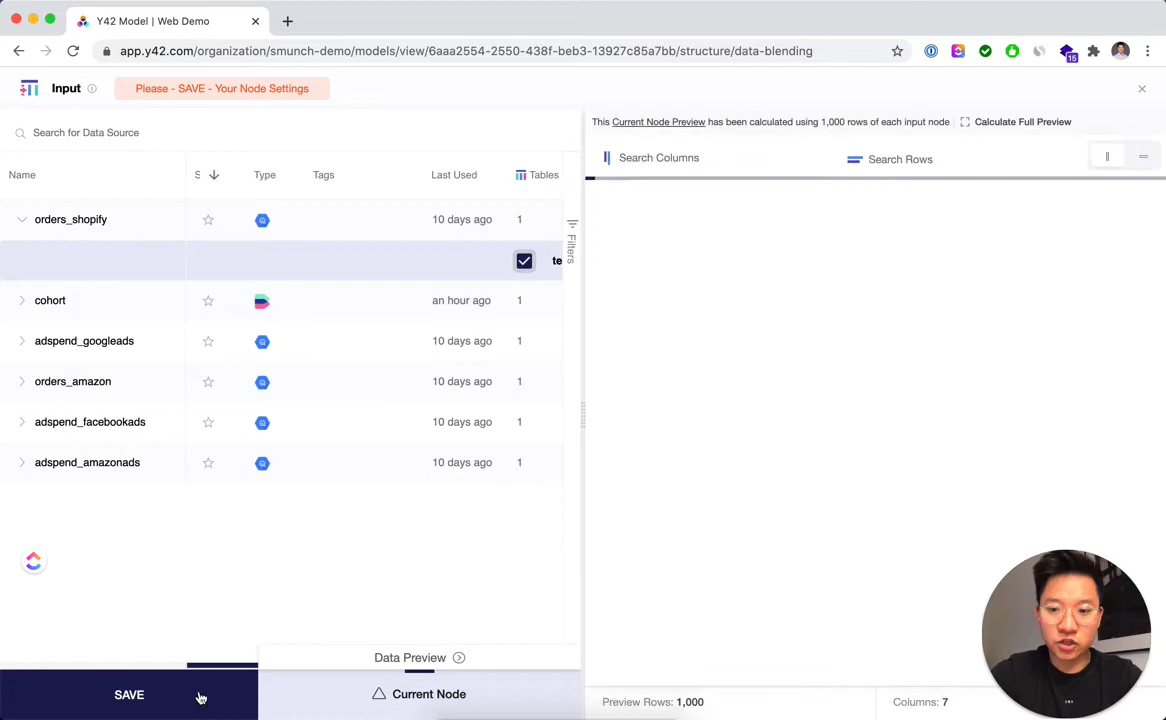 Y42 Model | Web Demo
app.y42.com/organization/smunch-demo/models/view/6aaa2554-2550-438f-beb3-13927c85a7bb/structure/data-blending
15
Input
Please - SAVE - Your Node Settings
Search for Data Source
This Current Node Preview has been calculated using 1,000 rows of each input node
Calculate Full Preview
Search Columns
Search Rows
Name S Type Tags Last Used Tables
orders_shopify 10 days ago 1
te
Filters
cohort an hour ago 1
adspend_googleads 10 days ago 1
orders_amazon 10 days ago 1
adspend_facebookads 10 days ago 1
adspend_amazonads 10 days ago 1
Data Preview
SAVE
Current Node
Preview Rows: 1,000
Columns: 7